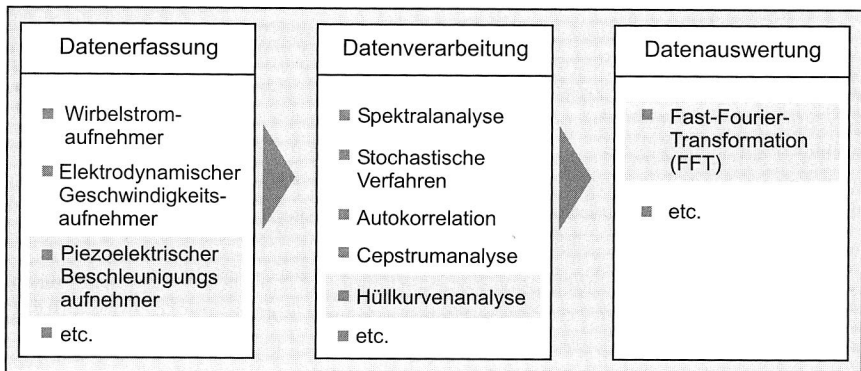 Datenerfassung
Wirbelstrom-
aufnehmer
Elektrodynamischer
Geschwindigkeits-
aufnehmer
Piezoelektrischer
Beschleunigungs
aufnehmer
etc.
Datenverarbeitung
Spektralanalyse
Stochastische
Verfahren
Autokorrelation
Cepstrumanalyse
Hüllkurvenanalyse
etc.
Datenauswertung
Fast-Fourier-
Transformation
(FFT)
etc.